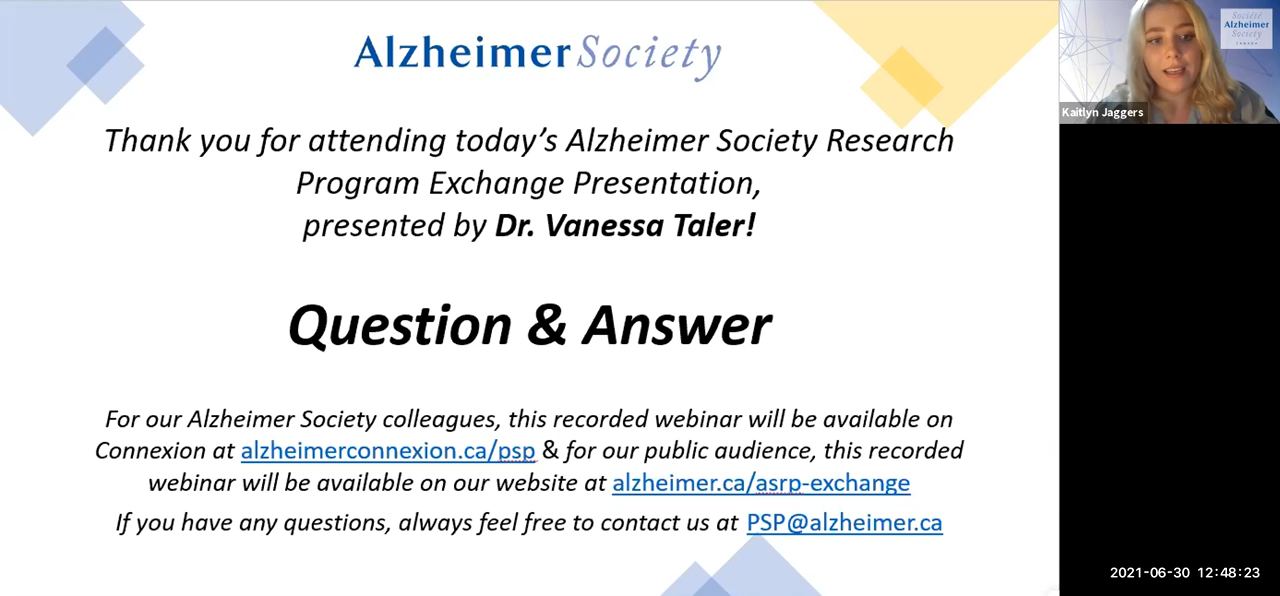 Alzheimer Society
Thank you for attending today's Alzheimer Society Research
Program Exchange Presentation,
presented by Dr. Vanessa Taler!
Question & Answer
For our Alzheimer Society colleagues, this recorded webinar will be available on
Connexion at alzheimerconnexion.ca/psp & for our public audience, this recorded
webinar will be available on our website at alzheimer.ca/asrp-exchange
If you have any questions, always feel free to contact us at PSP@alzheimer.ca
Société
Alzheimer
Society
CANADA
Kaitlyn Jaggers
2021-06-30 12:48:23